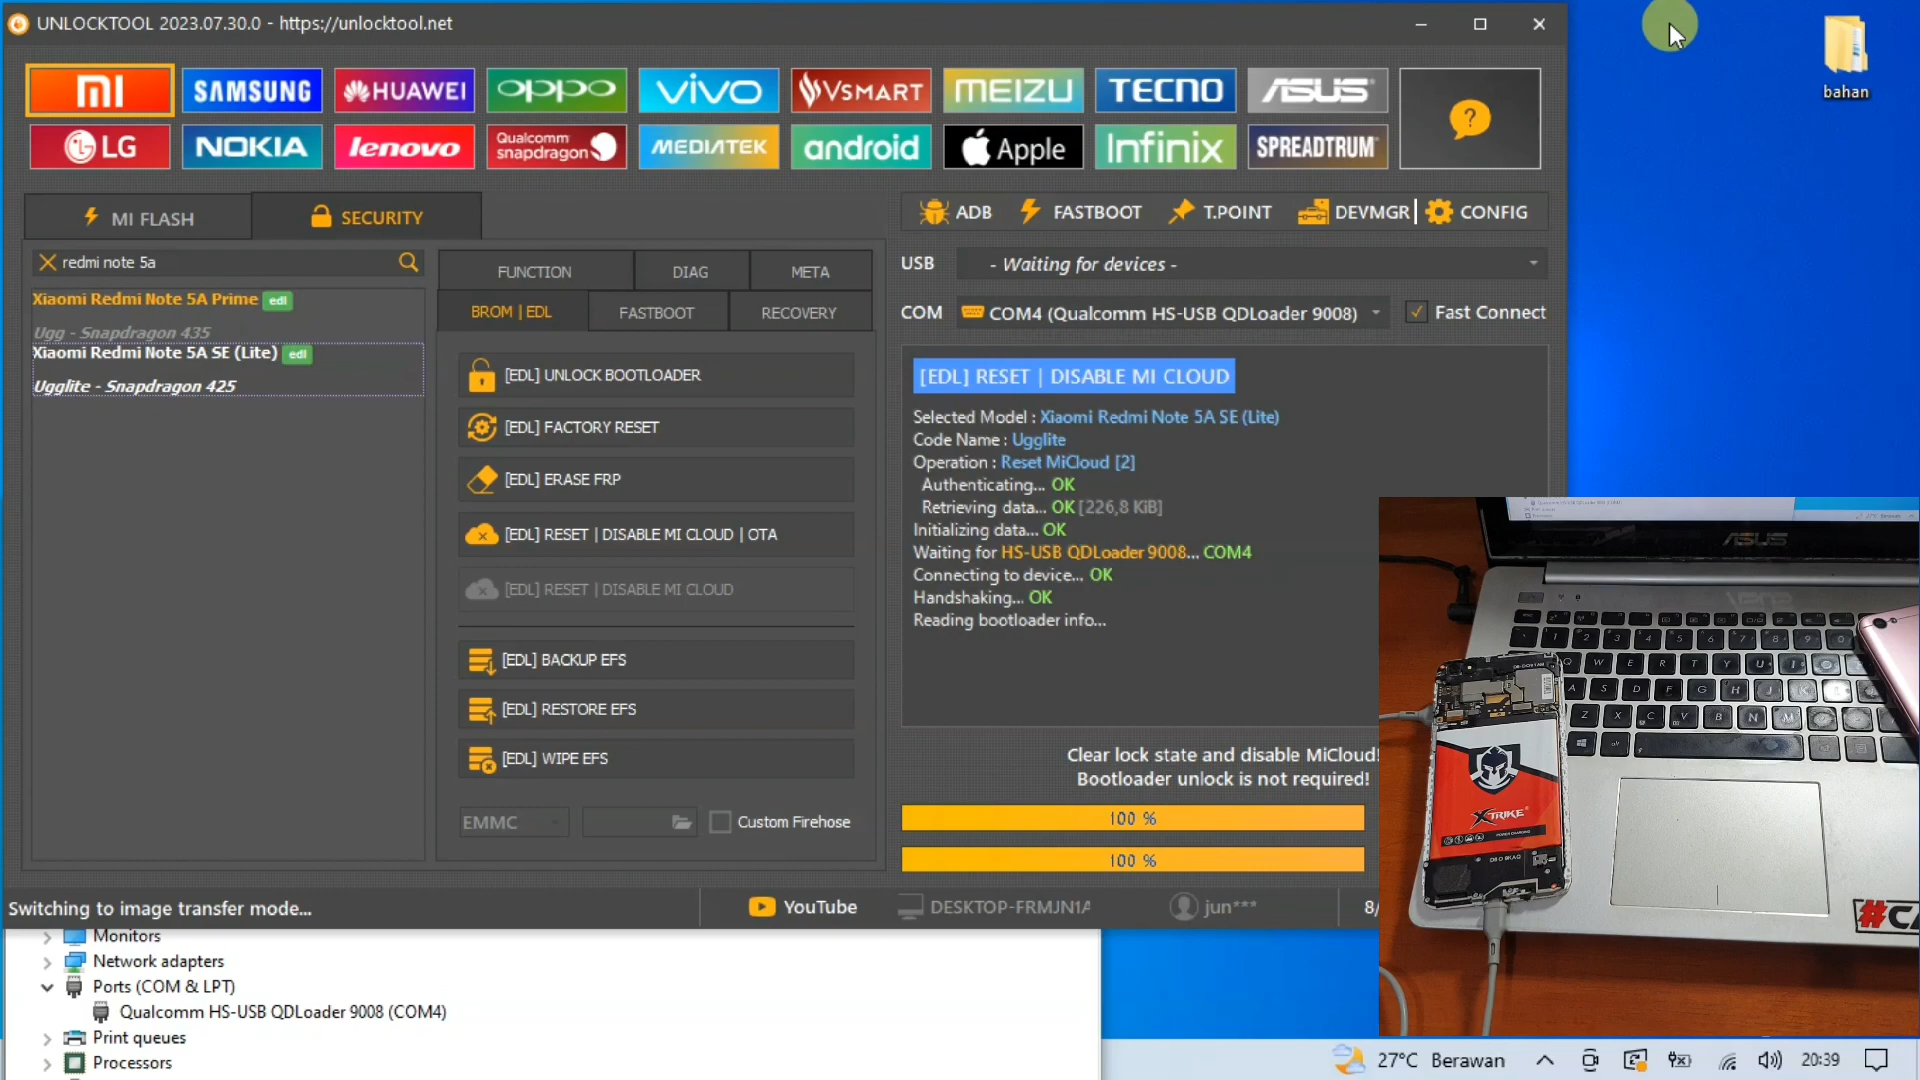 UNLOCKTOOL 2023.07.30.0 - https://unlocktool.net
bahan
mi SAMSUNG HUAWEI oppo vivo VSMART MEIZU TECNO ASUS
LG NOKIA lenovo Qualcomm snapdragon MEDIATEK android Apple Infinix SPREADTRUM
MI FLASH SECURITY
ADB FASTBOOT T.POINT DEVMGR CONFIG
redmi note 5a
Xiaomi Redmi Note 5A Prime edl
Ugg - Snapdragon 435
Xiaomi Redmi Note 5A SE (Lite) edl
Ugglite - Snapdragon 425
FUNCTION DIAG META
BROM | EDL FASTBOOT RECOVERY
[EDL] UNLOCK BOOTLOADER
[EDL] FACTORY RESET
[EDL] ERASE FRP
[EDL] RESET | DISABLE MI CLOUD | OTA
[EDL] RESET | DISABLE MI CLOUD
[EDL] BACKUP EFS
[EDL] RESTORE EFS
[EDL] WIPE EFS
EMMC Custom Firehose
USB - Waiting for devices -
COM COM4 (Qualcomm HS-USB QDLoader 9008) Fast Connect
[EDL] RESET | DISABLE MI CLOUD
Selected Model : Xiaomi Redmi Note 5A SE (Lite)
Code Name : Ugglite
Operation : Reset MiCloud [2]
Authenticating... OK
Retrieving data... OK [226,8 KiB]
Initializing data... OK
Waiting for HS-USB QDLoader 9008... COM4
Connecting to device... OK
Handshaking... OK
Reading bootloader info...
Clear lock state and disable MiCloud!
Bootloader unlock is not required!
100 %
100 %
Switching to image transfer mode...
YouTube DESKTOP-FRMJN1A jun*** 8/
Monitors
Network adapters
Ports (COM & LPT)
Qualcomm HS-USB QDLoader 9008 (COM4)
Print queues
Processors
ASUS
XTRIKE
#CA
27°C Berawan 20:39